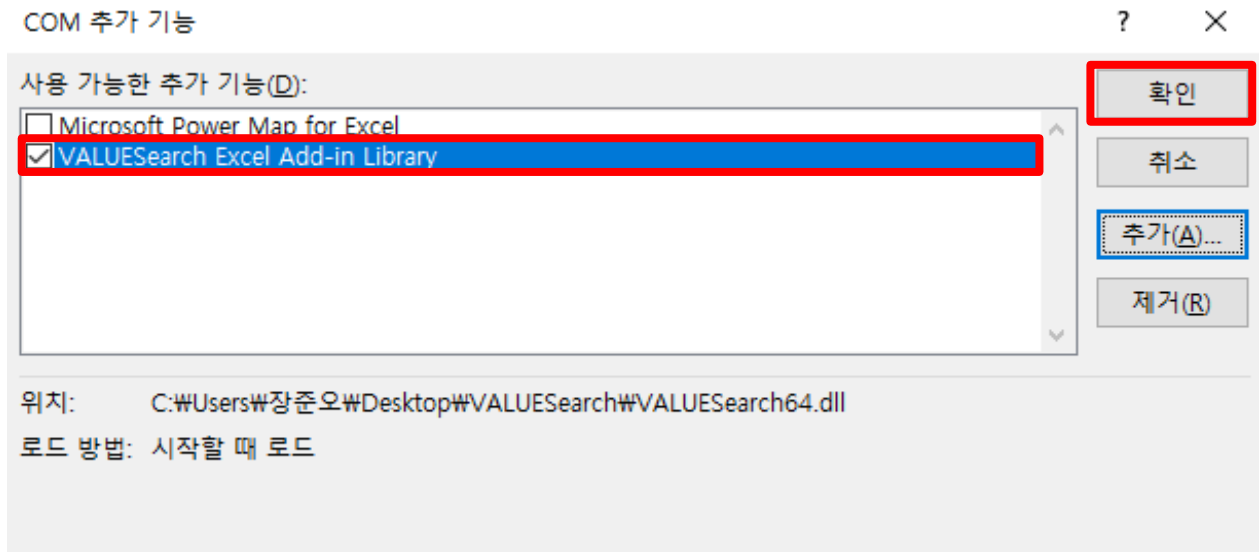 COM 추가 기능
?
사용 가능한 추가 기능(D):
Microsoft Power Map for Excel
VALUESearch Excel Add-in Library
확인
취소
추가(A)...
제거(R)
위치: C:₩Users₩장준오₩Desktop₩VALUESearch₩VALUESearch64.dll
로드 방법: 시작할 때 로드